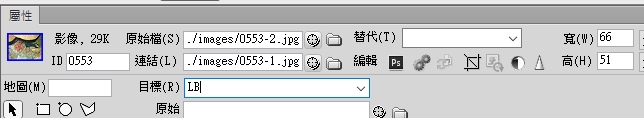 屬性
影像, 29K 原始檔(S) ./images/0553-2.jpg 替代(T) 寬(W) 66
ID 0553 連結(L) ./images/0553-1.jpg 編輯 Ps 高(H) 51
地圖(M) 目標(R) LB
原始